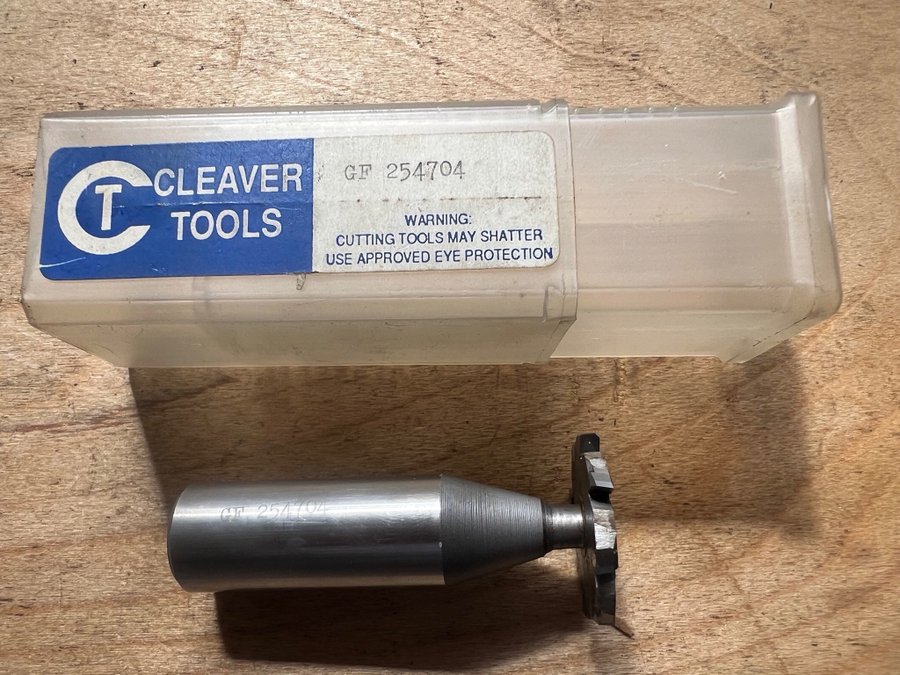 CT CLEAVER
TOOLS
GF 254704
WARNING:
CUTTING TOOLS MAY SHATTER
USE APPROVED EYE PROTECTION
GF 254704